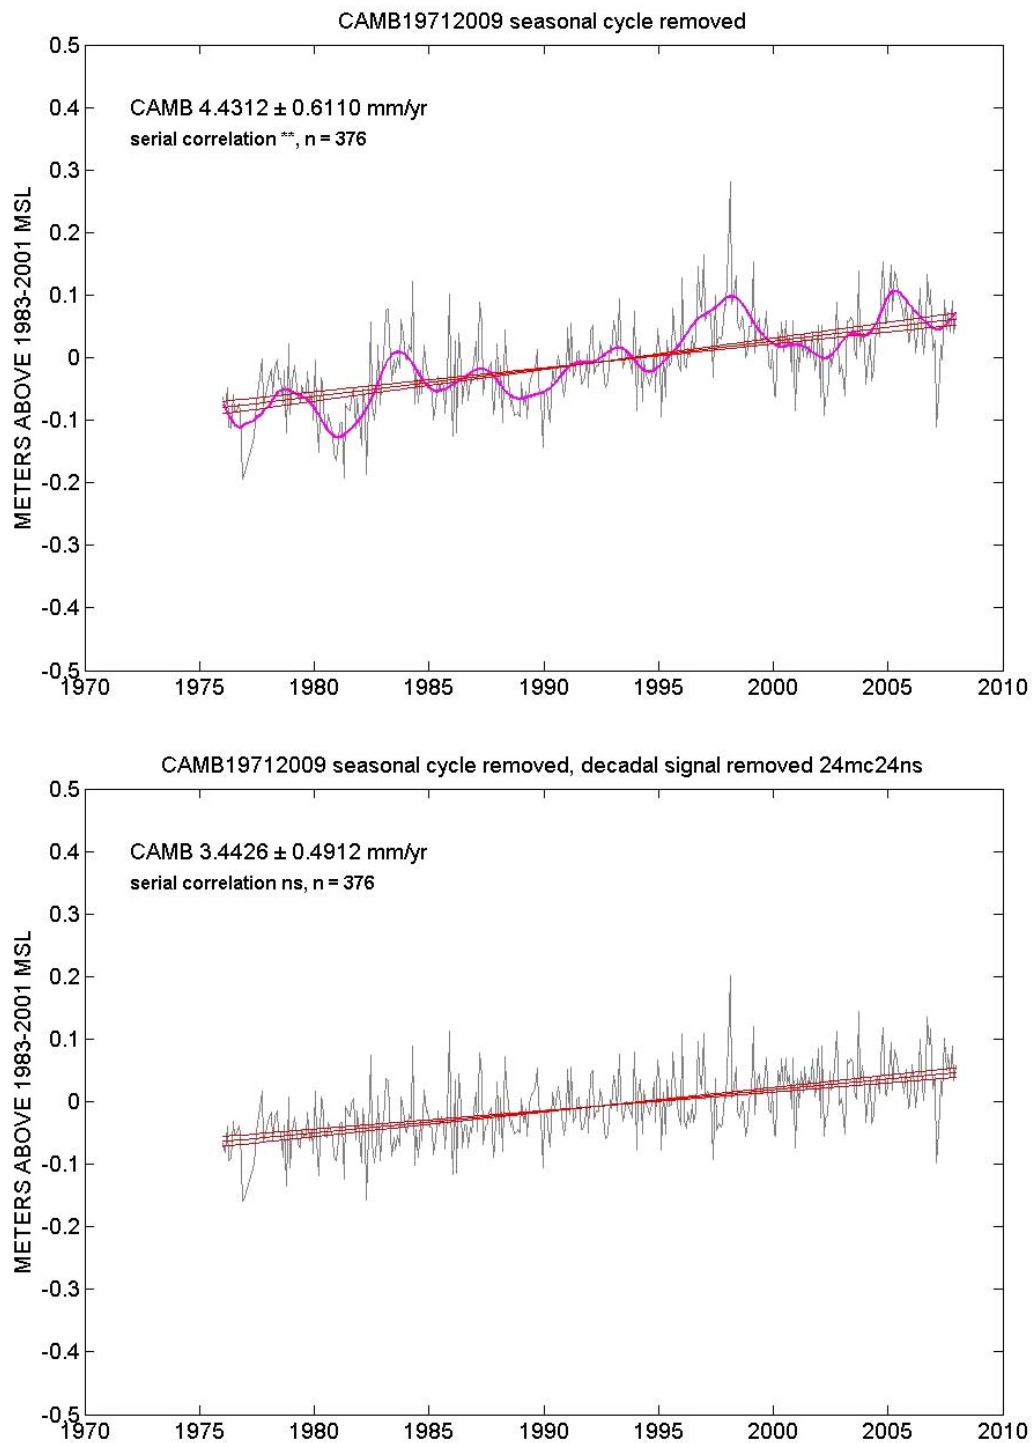 CAMB19712009 seasonal cycle removed
0.5
CAMB 4.4312 ± 0.6110 mm/yr
0.4
serial correlation **, n = 376
0.3
0.2
0.1
0
-0.1
-0.2
-0.3
-0.4
-0.5
METERS ABOVE 1983-2001 MSL
1970 1975 1980 1985 1990 1995 2000 2005 2010
CAMB19712009 seasonal cycle removed, decadal signal removed 24mc24ns
0.5
CAMB 3.4426 ± 0.4912 mm/yr
0.4
serial correlation ns, n = 376
0.3
0.2
0.1
0
-0.1
-0.2
-0.3
-0.4
-0.5
METERS ABOVE 1983-2001 MSL
1970 1975 1980 1985 1990 1995 2000 2005 2010